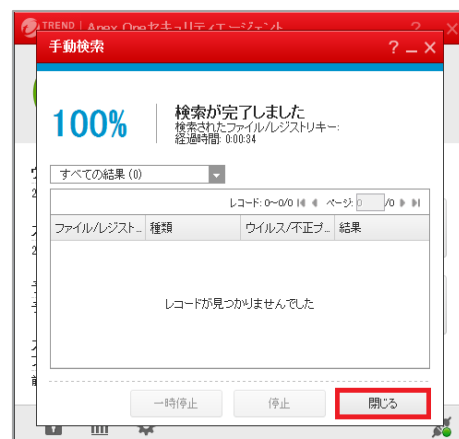 TREND | Apex Oneセキュリティエージェント
手動検索
100%
検索が完了しました
検索されたファイル/レジストリキー:
経過時間: 0:00:34
すべての結果 (0)
レコード: 0~0/0 ページ: 0 /0
ファイル/レジスト... 種類 ウイルス/不正プ... 結果
レコードが見つかりませんでした
一時停止 停止 閉じる